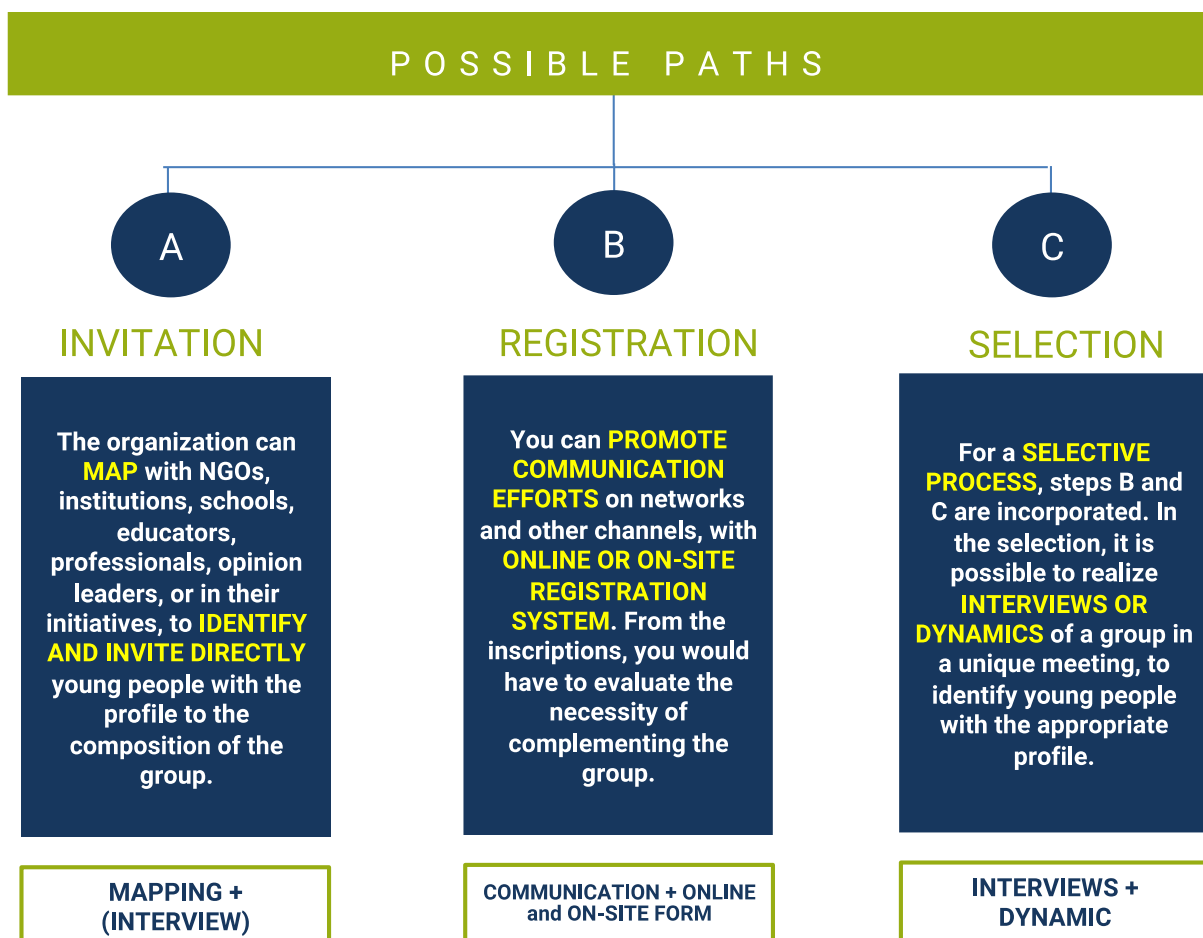 POSSIBLE PATHS
A
INVITATION
The organization can
MAP with NGOs,
institutions, schools,
educators,
professionals, opinion
leaders, or in their
initiatives, to IDENTIFY
AND INVITE DIRECTLY
young people with the
profile to the
composition of the
group.
MAPPING +
(INTERVIEW)
B
REGISTRATION
You can PROMOTE
COMMUNICATION
EFFORTS on networks
and other channels, with
ONLINE OR ON-SITE
REGISTRATION
SYSTEM. From the
inscriptions, you would
have to evaluate the
necessity of
complementing the
group.
COMMUNICATION + ONLINE
and ON-SITE FORM
C
SELECTION
For a SELECTIVE
PROCESS, steps B and
C are incorporated. In
the selection, it is
possible to realize
INTERVIEWS OR
DYNAMICS of a group in
a unique meeting, to
identify young people
with the appropriate
profile.
INTERVIEWS +
DYNAMIC